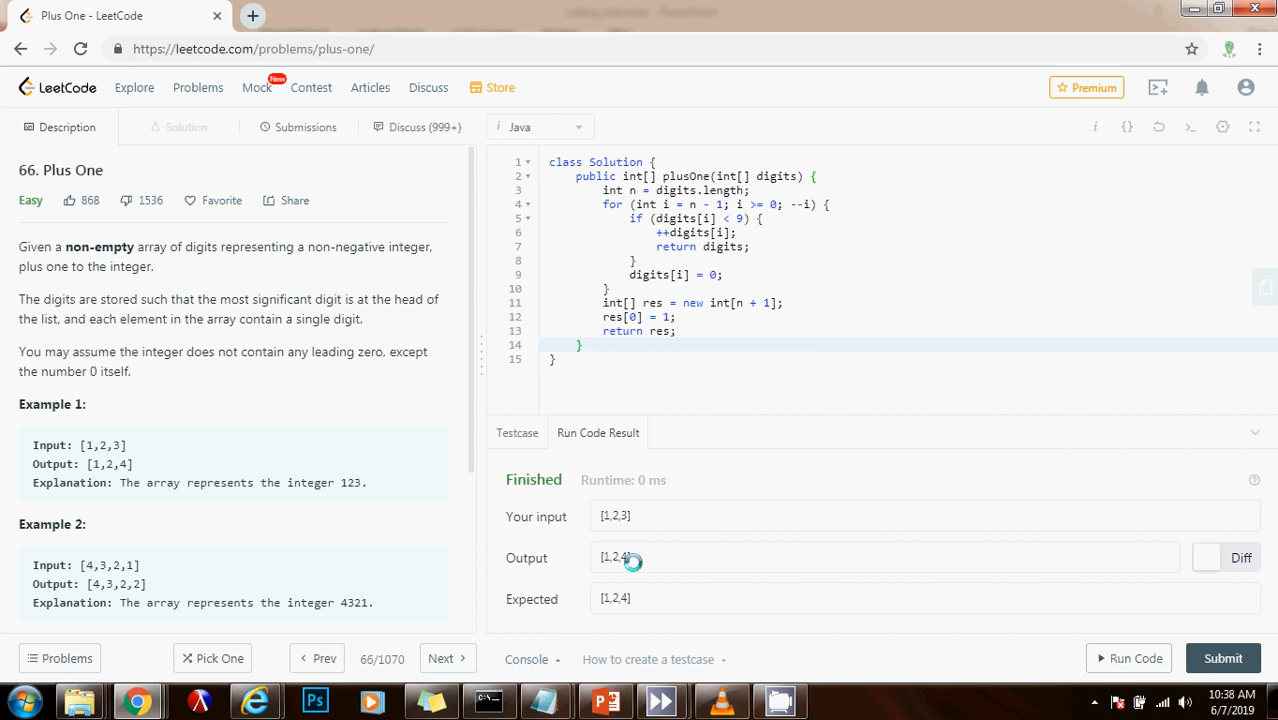 coding_interview - PowerPoint
Plus One - LeetCode
https://leetcode.com/problems/plus-one/
LeetCode
Explore
Problems
Mock
New
Contest
Articles
Discuss
Store
Premium
Description
Solution
Submissions
Discuss (999+)
i Java
66. Plus One
Easy
868
1536
Favorite
Share
Given a non-empty array of digits representing a non-negative integer,
plus one to the integer.
The digits are stored such that the most significant digit is at the head of
the list, and each element in the array contain a single digit.
You may assume the integer does not contain any leading zero, except
the number 0 itself.
Example 1:
Input: [1,2,3]
Output: [1,2,4]
Explanation: The array represents the integer 123.
Example 2:
Input: [4,3,2,1]
Output: [4,3,2,2]
Explanation: The array represents the integer 4321.
1 class Solution {
2 public int[] plusOne(int[] digits) {
3 int n = digits.length;
4 for (int i = n - 1; i >= 0; --i) {
5 if (digits[i] < 9) {
6 ++digits[i];
7 return digits;
8 }
9 digits[i] = 0;
10 }
11 int[] res = new int[n + 1];
12 res[0] = 1;
13 return res;
14 }
15 }
Testcase
Run Code Result
Finished
Runtime: 0 ms
Your input
[1,2,3]
Output
[1,2,4]
Diff
Expected
[1,2,4]
Problems
Pick One
Prev
66/1070
Next
Console
How to create a testcase
Run Code
Submit
Ps
10:38 AM
6/7/2019